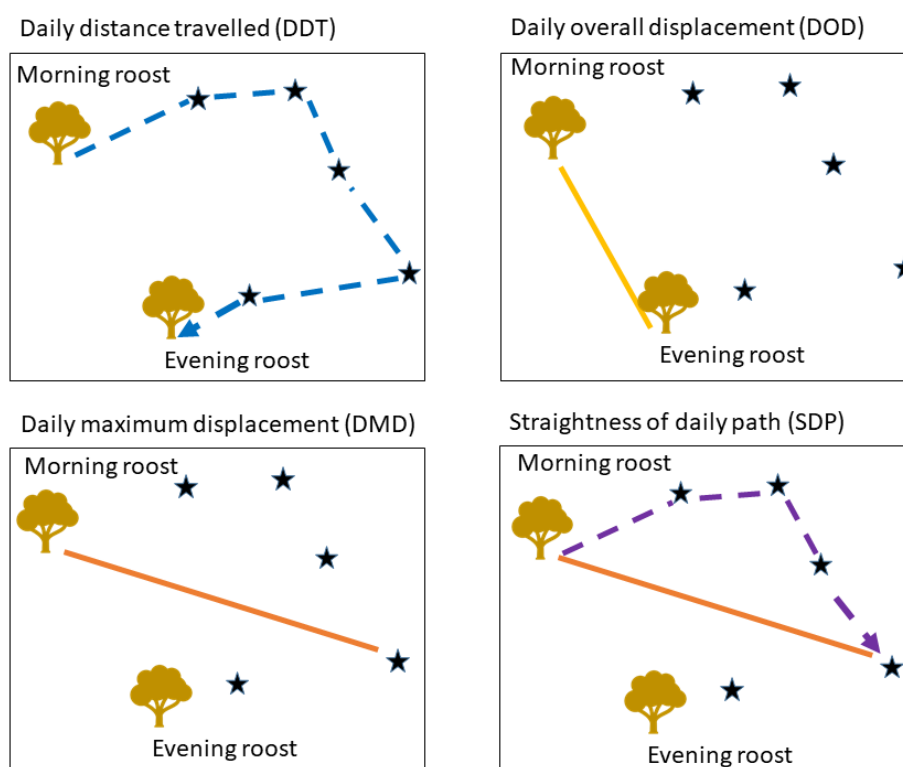 Daily distance travelled (DDT)
Morning roost
Evening roost
Daily overall displacement (DOD)
Morning roost
Evening roost
Daily maximum displacement (DMD)
Morning roost
Evening roost
Straightness of daily path (SDP)
Morning roost
Evening roost